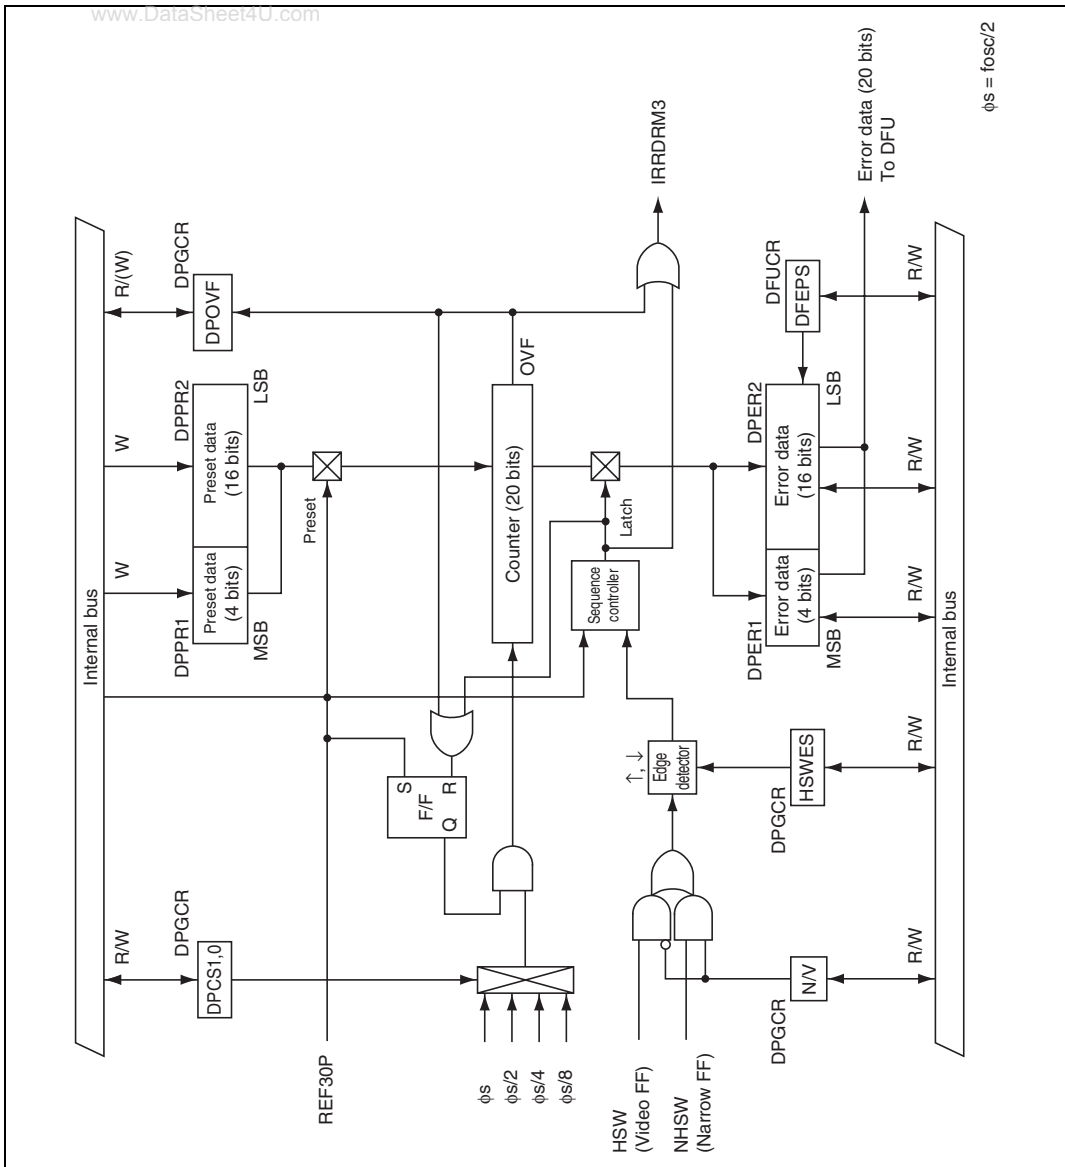 www.DataSheet4U.com
Internal bus
R/W
DPGCR
DPCS1,0
W
DPPR1
Preset data
(4 bits)
MSB
W
DPPR2
Preset data
(16 bits)
LSB
R/(W)
DPGCR
DPOVF
REF30P
Preset
S
F/F
Q
R
φs
φs/2
φs/4
φs/8
Counter (20 bits)
OVF
HSW
(Video FF)
NHSW
(Narrow FF)
↑, ↓
Edge
detector
Sequence
controller
Latch
IRRDRM3
DPGCR
N/V
R/W
DPGCR
HSWES
R/W
DPER1
Error data
(4 bits)
MSB
R/W
DPER2
Error data
(16 bits)
LSB
R/W
DFUCR
DFEPS
R/W
Error data (20 bits)
To DFU
Internal bus
φs = fosc/2